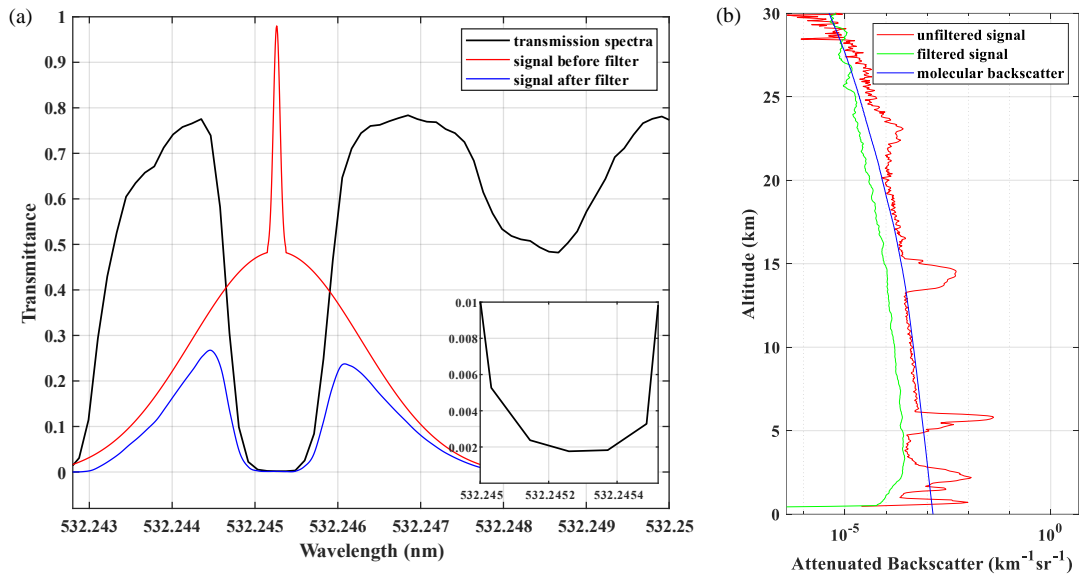 (a)
1
0.9
0.8
0.7
0.6
0.5
0.4
0.3
0.2
0.1
0
Transmittance
transmission spectra
signal before filter
signal after filter
0.01
0.008
0.006
0.004
0.002
532.245 532.2452 532.2454
532.243 532.244 532.245 532.246 532.247 532.248 532.249 532.25
Wavelength (nm)
(b)
30
25
20
15
10
5
0
Altitude (km)
unfiltered signal
filtered signal
molecular backscatter
10⁻⁵ 10⁰
Attenuated Backscatter (km⁻¹sr⁻¹)